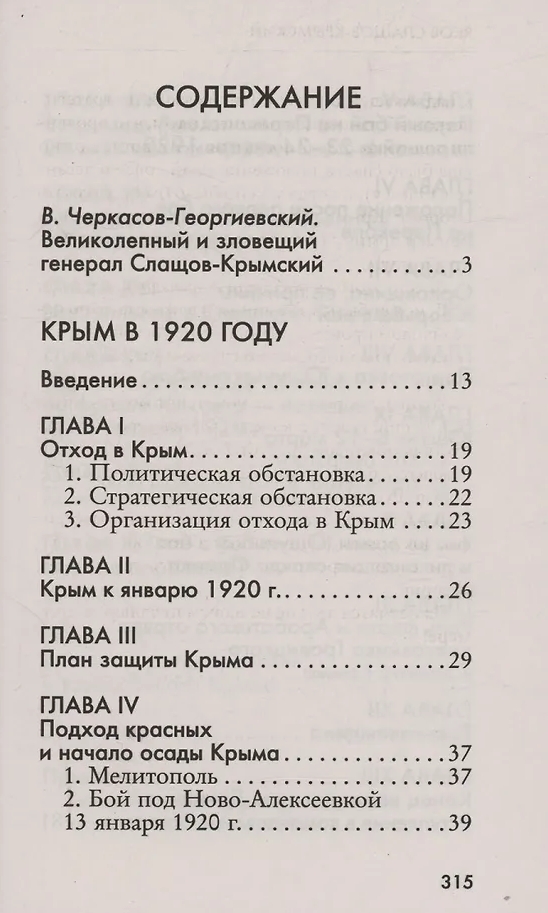 СОДЕРЖАНИЕ
В. Черкасов-Георгиевский.
Великолепный и зловещий
генерал Слащов-Крымский ..........3
КРЫМ В 1920 ГОДУ
Введение..........................13
ГЛАВА I
Отход в Крым......................19
1. Политическая обстановка........19
2. Стратегическая обстановка......22
3. Организация отхода в Крым ....23
ГЛАВА II
Крым к январю 1920 г...............26
ГЛАВА III
План защиты Крыма ................29
ГЛАВА IV
Подход красных
и начало осады Крыма..............37
1. Мелитополь ...................37
2. Бой под Ново-Алексеевкой
13 января 1920 г...................39
315